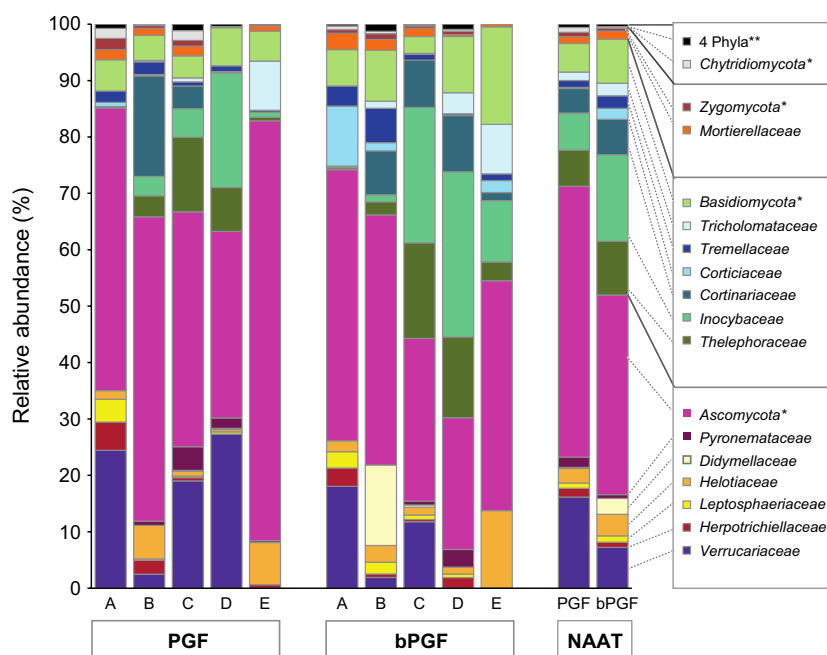 Relative abundance (%)
100
90
80
70
60
50
40
30
20
10
0
A B C D E
A B C D E
PGF bPGF
PGF
bPGF
NAAT
4 Phyla**
Chytridiomycota*
Zygomycota*
Mortierellaceae
Basidiomycota*
Tricholomataceae
Tremellaceae
Corticiaceae
Cortinariaceae
Inocybaceae
Thelephoraceae
Ascomycota*
Pyronemataceae
Didymellaceae
Helotiaceae
Leptosphaeriaceae
Herpotrichiellaceae
Verrucariaceae